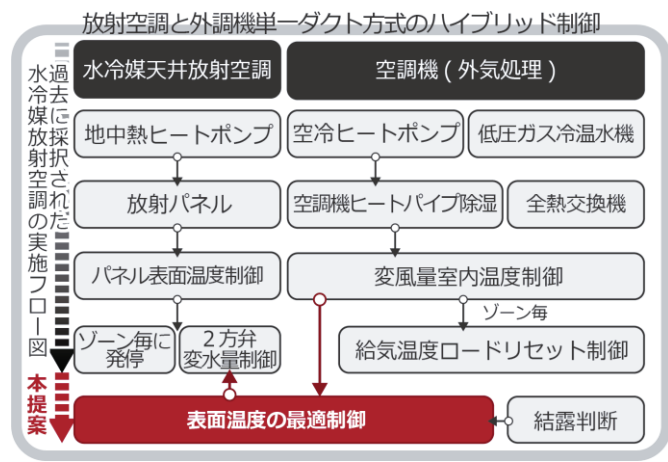 放射空調と外調機単一ダクト方式のハイブリッド制御
過去に採択された
水冷媒放射空調の実施フロー図
本提案
水冷媒天井放射空調
空調機(外気処理)
地中熱ヒートポンプ
空冷ヒートポンプ
低圧ガス冷温水機
放射パネル
空調機ヒートパイプ除湿
全熱交換機
パネル表面温度制御
変風量室内温度制御
ゾーン毎
ゾーン毎に
発停
2方弁
変水量制御
給気温度ロードリセット制御
表面温度の最適制御
結露判断